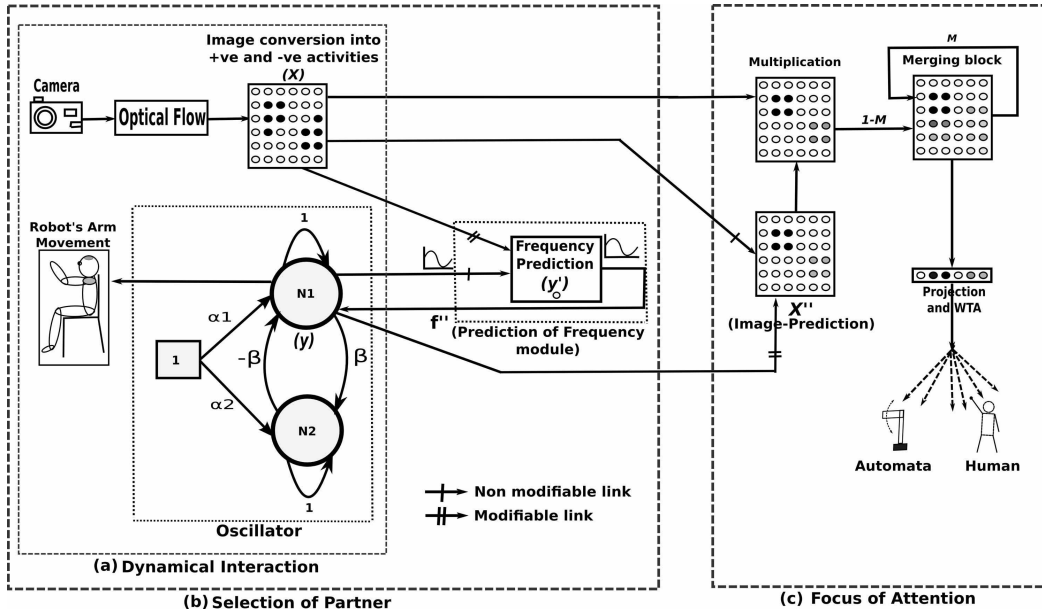 Image conversion into
+ve and -ve activities
(X)
Camera
Optical Flow
Robot's Arm
Movement
1
N1
(y)
α1
1
α2
-β
β
N2
1
Oscillator
Frequency
Prediction
(y')
f''
(Prediction of Frequency
module)
Non modifiable link
Modifiable link
(a) Dynamical Interaction
(b) Selection of Partner
Multiplication
M
Merging block
1-M
X''
(Image-Prediction)
Projection
and WTA
Automata
Human
(c) Focus of Attention